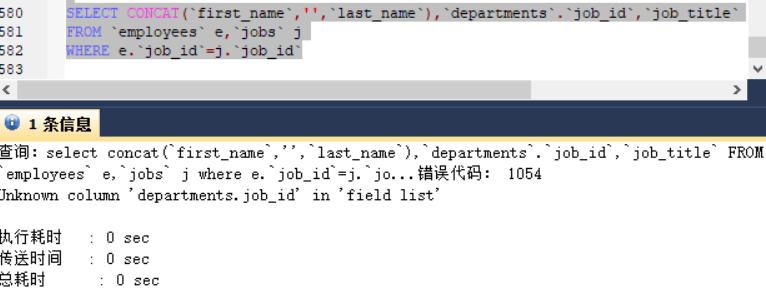 580 SELECT CONCAT(`first_name`,'',`last_name`),`departments`.`job_id`,`job_title`
581 FROM `employees` e,`jobs` j
582 WHERE e.`job_id`=j.`job_id`
583
1 条信息
查询: select concat(`first_name`,'',`last_name`),`departments`.`job_id`,`job_title` FROM
`employees` e,`jobs` j where e.`job_id`=j.`jo...错误代码: 1054
Unknown column 'departments.job_id' in 'field list'
执行耗时 : 0 sec
传送时间 : 0 sec
总耗时 : 0 sec